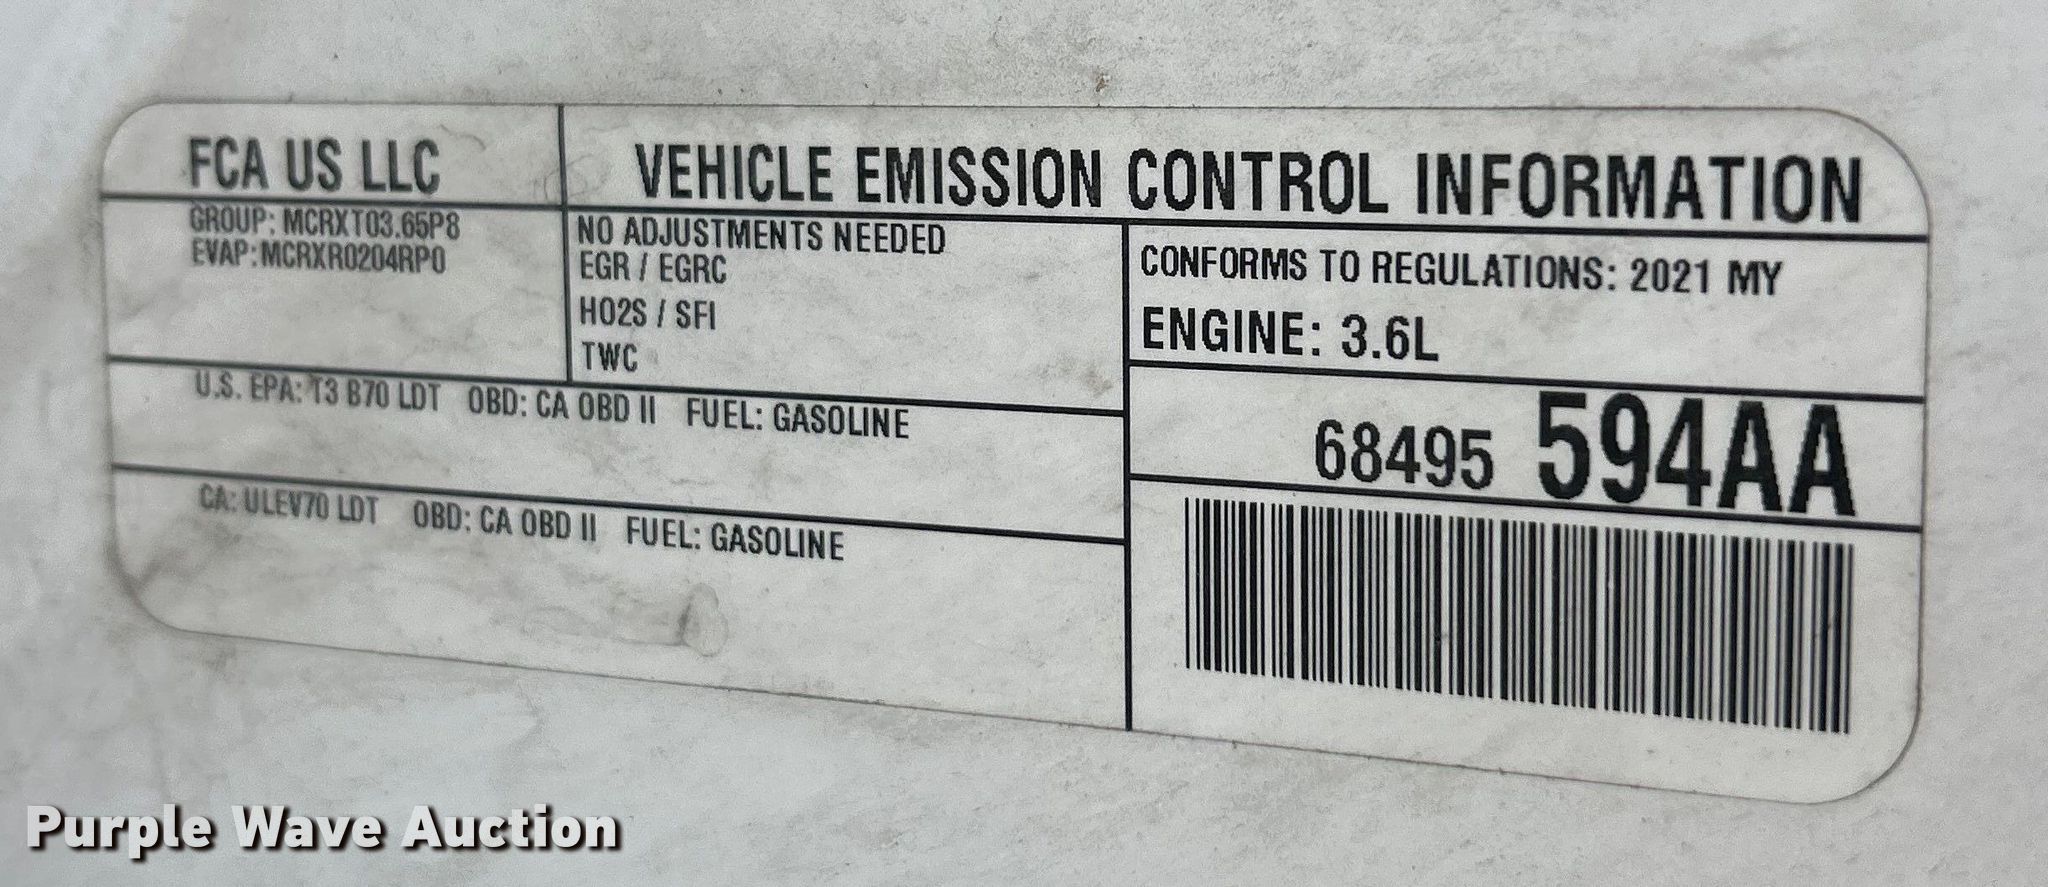 FCA US LLC
VEHICLE EMISSION CONTROL INFORMATION
GROUP: MCRXT03.65P8
EVAP: MCRXR0204RP0
NO ADJUSTMENTS NEEDED
EGR / EGRC
HO2S / SFI
TWC
CONFORMS TO REGULATIONS: 2021 MY
ENGINE: 3.6L
U.S. EPA: T3 B70 LDT OBD: CA OBD II FUEL: GASOLINE
68495 594AA
CA: ULEV70 LDT OBD: CA OBD II FUEL: GASOLINE
Purple Wave Auction